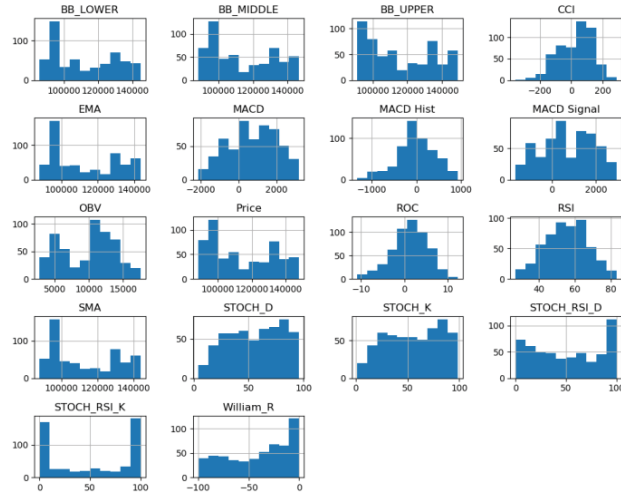 BB_LOWER BB_MIDDLE BB_UPPER CCI
100 100 100 100
0 0 0 0
100000 120000 140000 100000 120000 140000 100000 120000 140000 −200 0 200
EMA MACD MACD Hist MACD Signal
100 50 100 50
0 0 0 0
100000 120000 140000 −2000 0 2000 −1000 0 −2000 0 2000
OBV Price ROC RSI
100 100 100 100
50 50 50
0 0 0 0
5000 10000 15000 100000 120000 140000 −10 0 10 40 60 80
SMA STOCH_D STOCH_K STOCH_RSI_D
100 50 50 100
50
0 0 0 0
100000 120000 140000 0 50 100 0 50 100 0 50 100
STOCH_RSI_K William_R
100 100
50
0 0
0 50 100 −100 −50 0